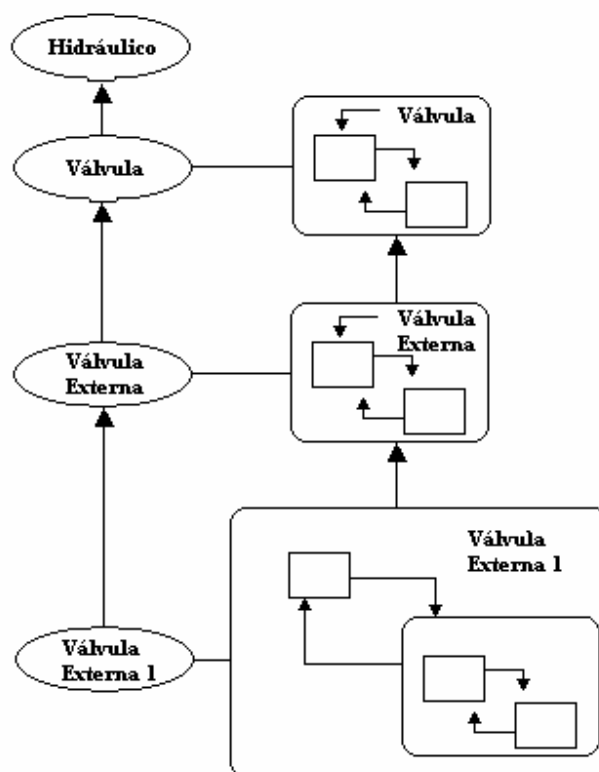 Hidráulico
Válvula
Válvula
Válvula
Externa
Válvula
Externa
Válvula
Externa 1
Válvula
Externa 1